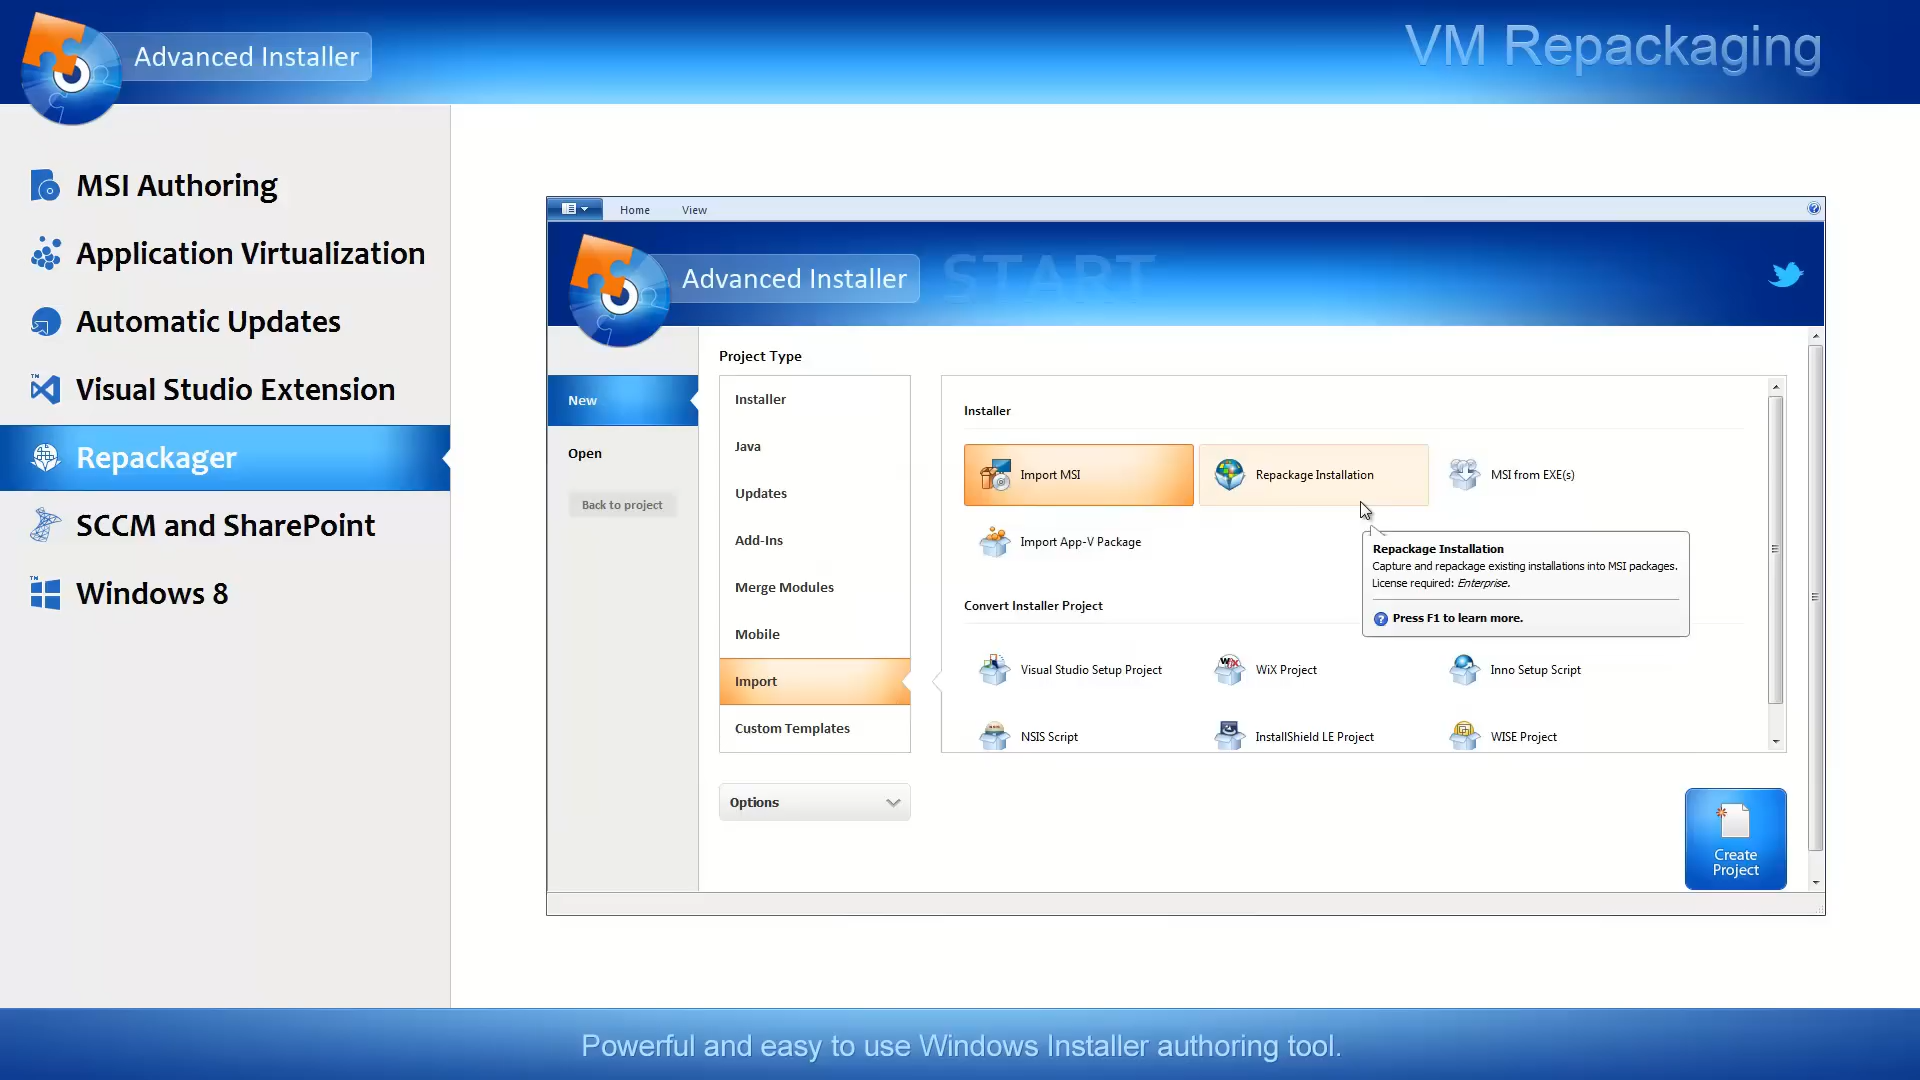 Advanced Installer
VM Repackaging
MSI Authoring
Application Virtualization
Automatic Updates
Visual Studio Extension
Repackager
SCCM and SharePoint
Windows 8
Home
View
Advanced Installer
START
New
Open
Back to project
Project Type
Installer
Java
Updates
Add-Ins
Merge Modules
Mobile
Import
Custom Templates
Options
Installer
Import MSI
Repackage Installation
MSI from EXE(s)
Import App-V Package
Repackage Installation
Capture and repackage existing installations into MSI packages.
License required: Enterprise.
Press F1 to learn more.
Convert Installer Project
Visual Studio Setup Project
WiX Project
Inno Setup Script
NSIS Script
InstallShield LE Project
WISE Project
Create
Project
Powerful and easy to use Windows Installer authoring tool.